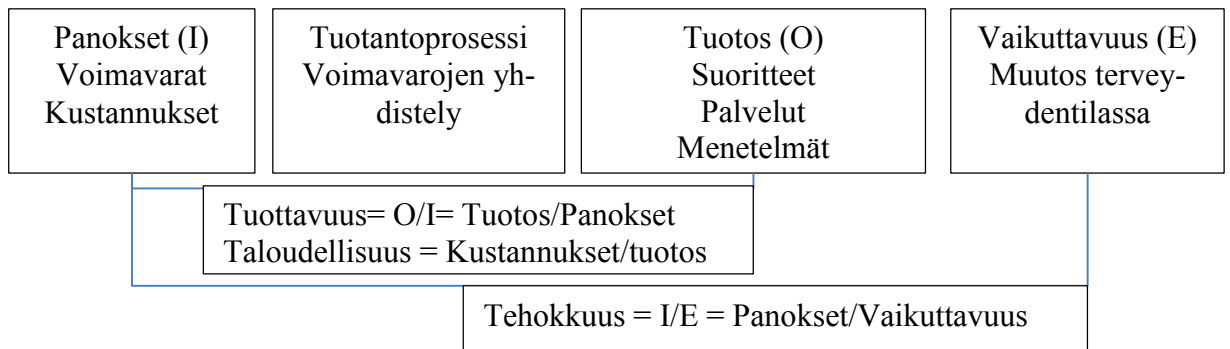 Panokset (I)
Voimavarat
Kustannukset
Tuotantoprosessi
Voimavarojen yh-
distely
Tuotos (O)
Suoritteet
Palvelut
Menetelmät
Vaikuttavuus (E)
Muutos tervey-
dentilassa
Tuottavuus= O/I= Tuotos/Panokset
Taloudellisuus = Kustannukset/tuotos
Tehokkuus = I/E = Panokset/Vaikuttavuus